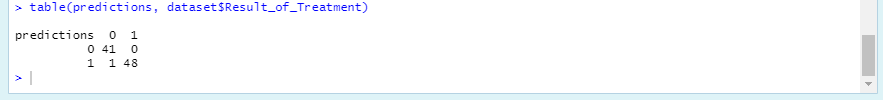 > table(predictions, dataset$Result_of_Treatment)
predictions  0  1
          0 41  0
          1  1 48
>